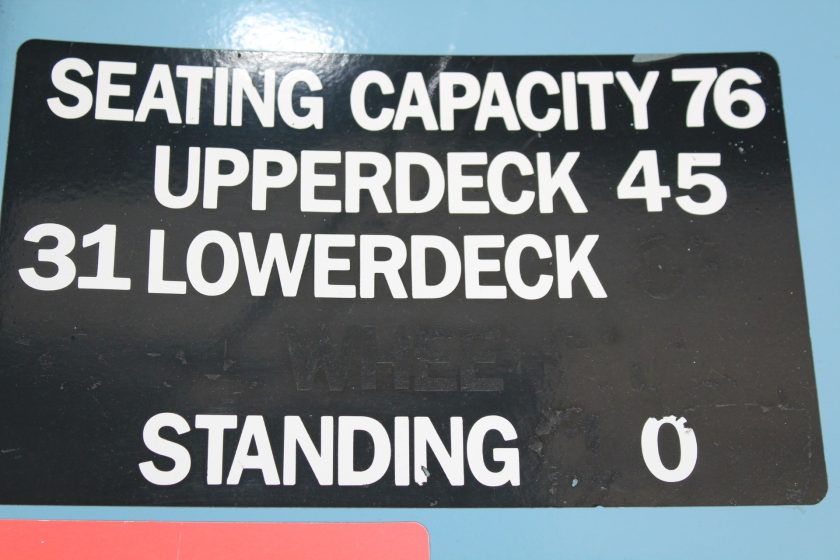 SEATING CAPACITY 76
UPPERDECK 45
31 LOWERDECK
STANDING 0